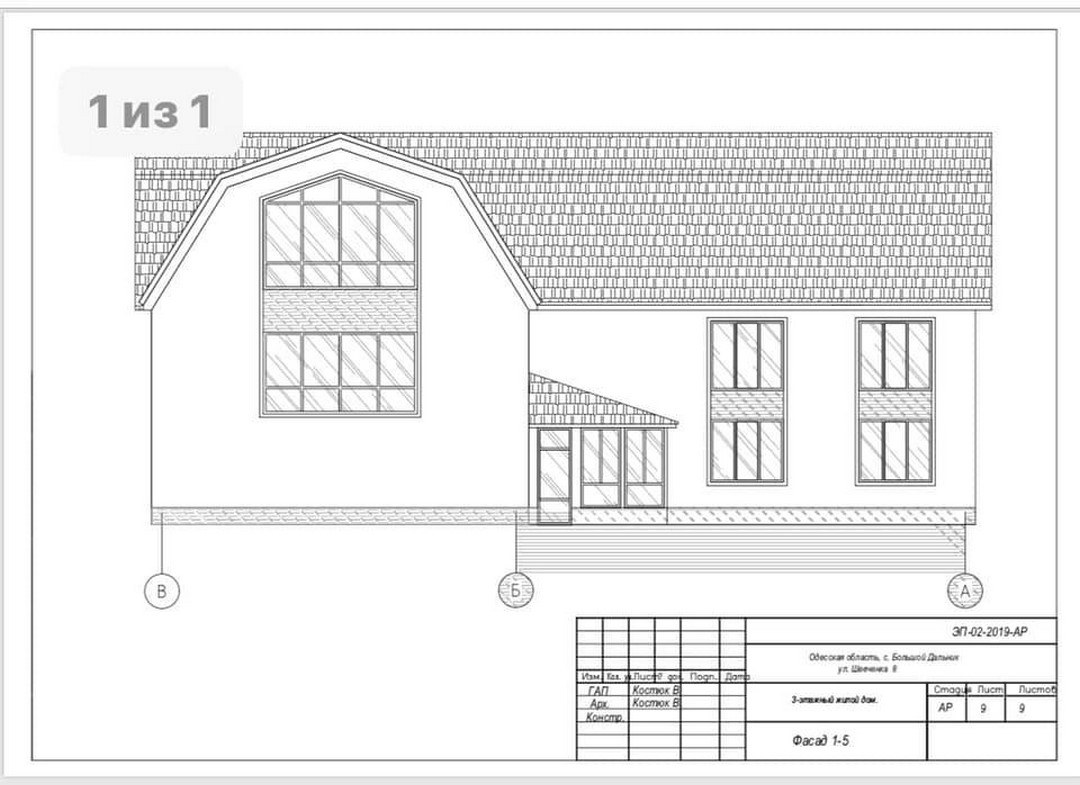 1 из 1
В
Б
А
ЭП-02-2019-АР
Одесская область, с. Большой Дальник
ул. Шевченка 8
Изм. Кол. у Лист № док. Подп. Дата
ГАП Костюк В
Арх. Костюк В
Констр.
3-этажный жилой дом.
Стадия Лист Листов
АР 9 9
Фасад 1-5